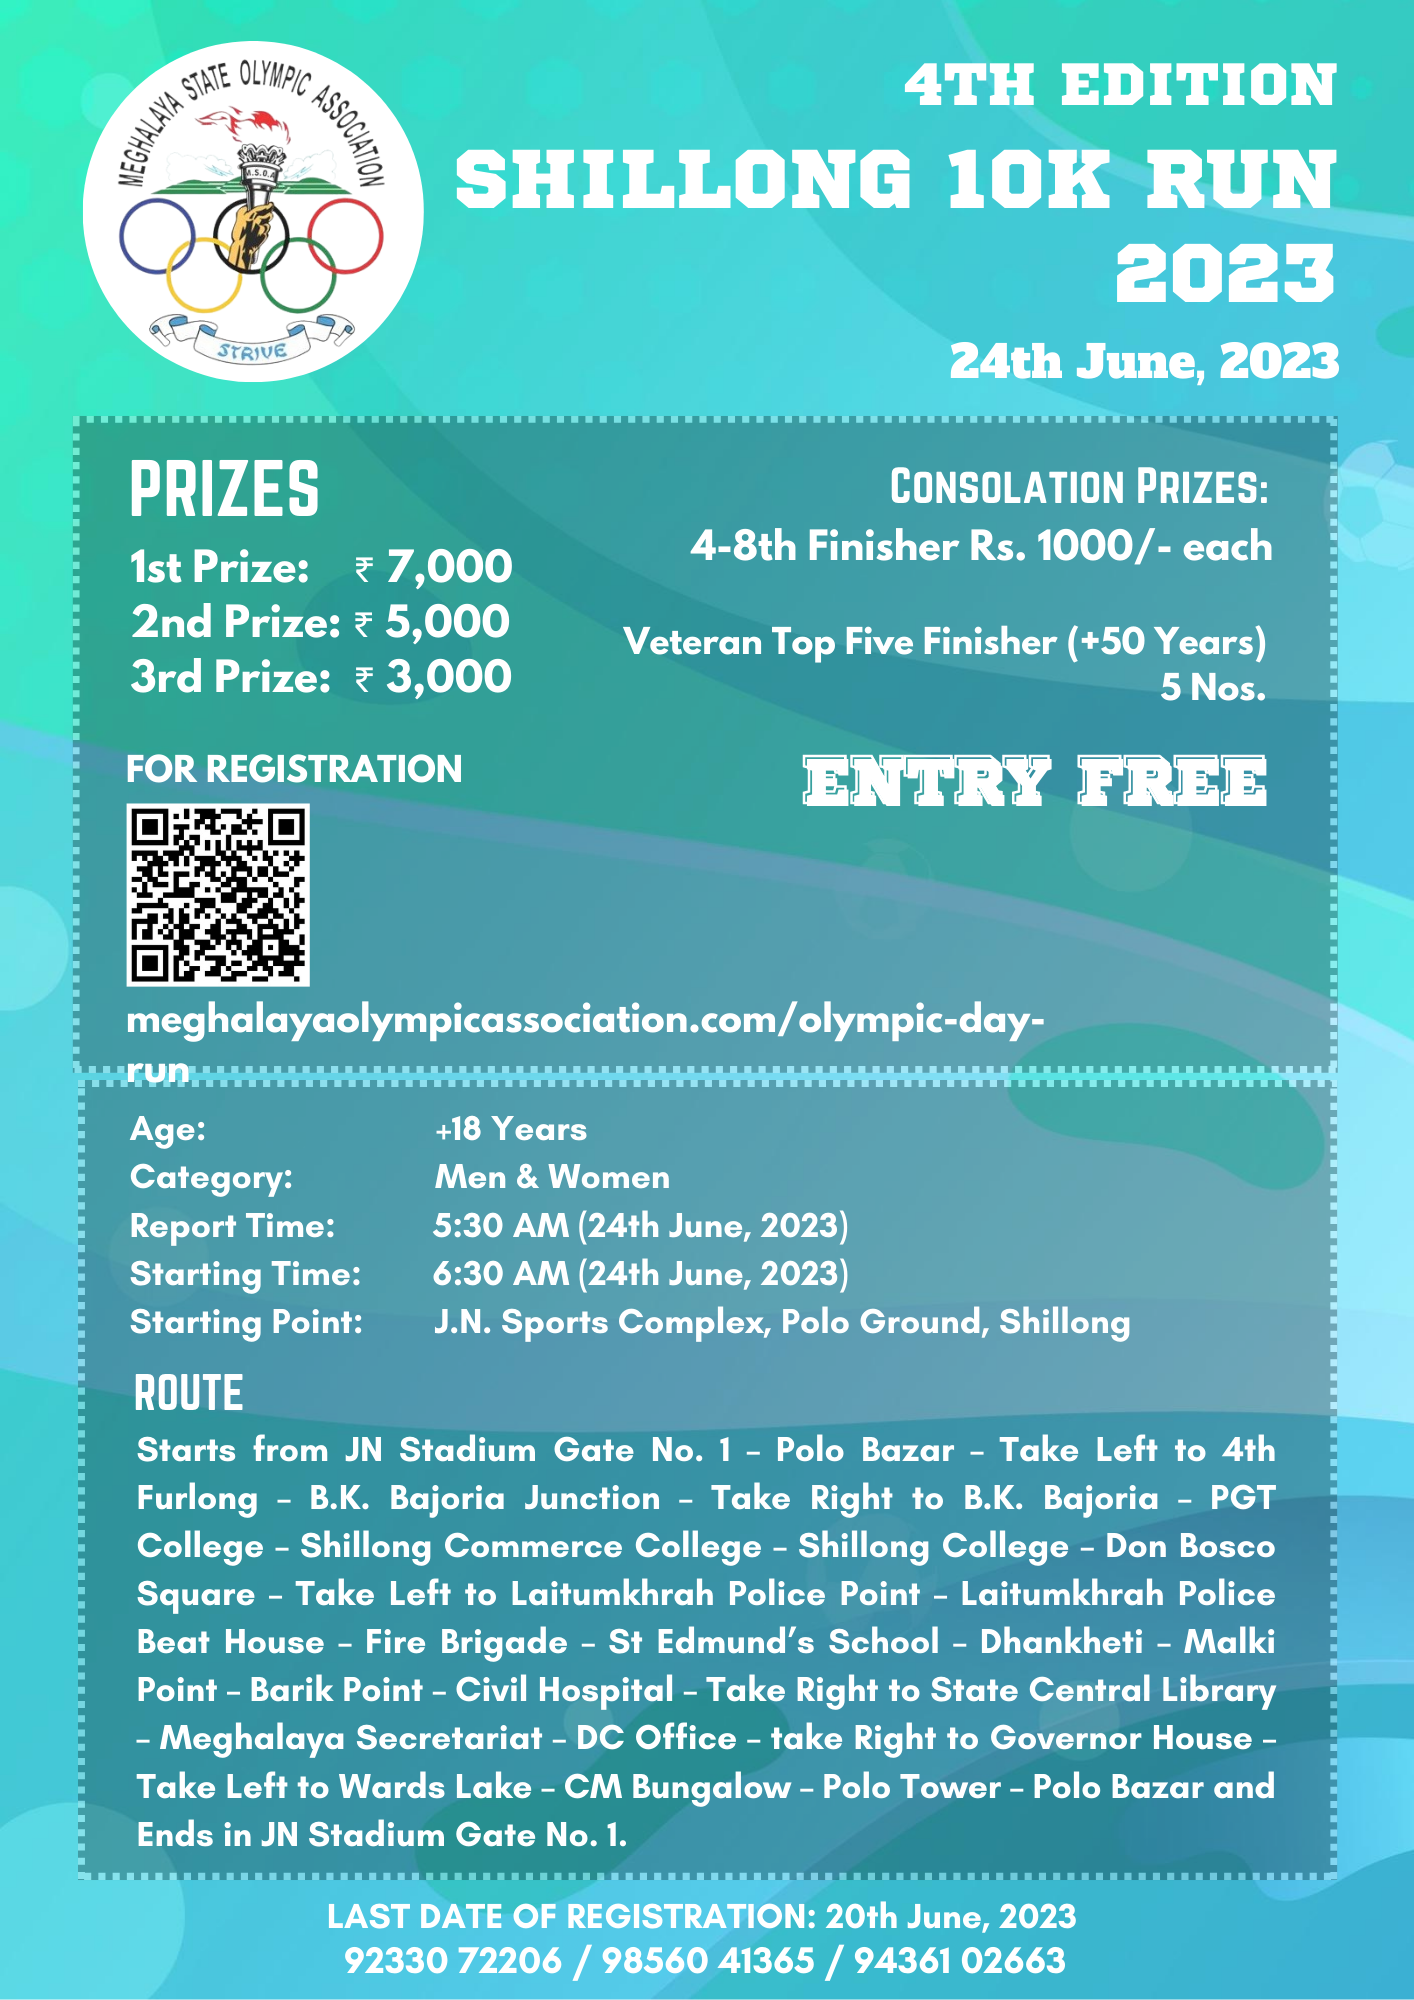 MEGHALAYA STATE OLYMPIC ASSOCIATION
M.S.O.A
STRIVE
4TH EDITION
SHILLONG 10K RUN
2023
24th June, 2023
PRIZES
1st Prize: ₹ 7,000
2nd Prize: ₹ 5,000
3rd Prize: ₹ 3,000
CONSOLATION PRIZES:
4-8th Finisher Rs. 1000/- each
Veteran Top Five Finisher (+50 Years)
5 Nos.
FOR REGISTRATION
ENTRY FREE
meghalayaolympicassociation.com/olympic-day-
run
Age: +18 Years
Category: Men & Women
Report Time: 5:30 AM (24th June, 2023)
Starting Time: 6:30 AM (24th June, 2023)
Starting Point: J.N. Sports Complex, Polo Ground, Shillong
ROUTE
Starts from JN Stadium Gate No. 1 – Polo Bazar – Take Left to 4th
Furlong – B.K. Bajoria Junction – Take Right to B.K. Bajoria – PGT
College – Shillong Commerce College – Shillong College – Don Bosco
Square – Take Left to Laitumkhrah Police Point – Laitumkhrah Police
Beat House – Fire Brigade – St Edmund’s School – Dhankheti – Malki
Point – Barik Point – Civil Hospital – Take Right to State Central Library
– Meghalaya Secretariat – DC Office – take Right to Governor House –
Take Left to Wards Lake – CM Bungalow – Polo Tower – Polo Bazar and
Ends in JN Stadium Gate No. 1.
LAST DATE OF REGISTRATION: 20th June, 2023
92330 72206 / 98560 41365 / 94361 02663